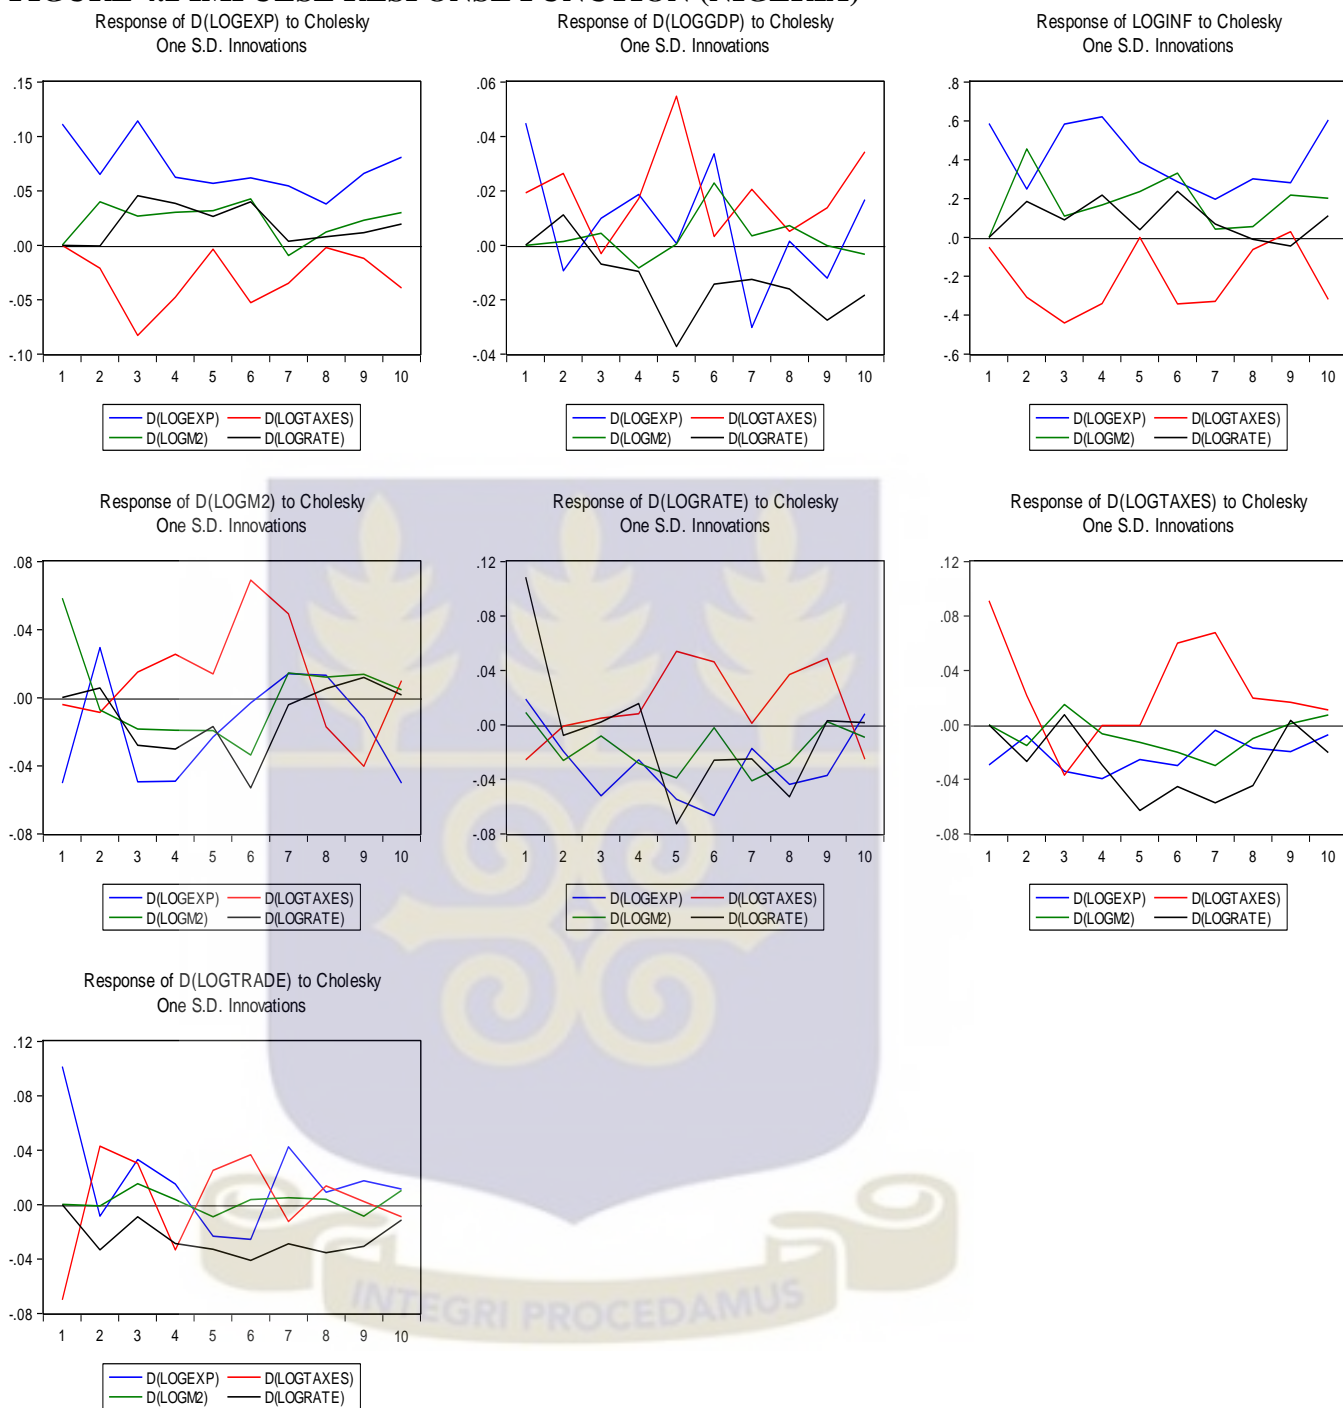 IMPULSE RESPONSE FUNCTION (NIGERIA)
Response of D(LOGEXP) to Cholesky
One S.D. Innovations
.15
.10
.05
.00
-.05
-.10
1 2 3 4 5 6 7 8 9 10
D(LOGEXP) D(LOGTAXES)
D(LOGM2) D(LOGRATE)
Response of D(LOGGDP) to Cholesky
One S.D. Innovations
.06
.04
.02
.00
-.02
-.04
1 2 3 4 5 6 7 8 9 10
D(LOGEXP) D(LOGTAXES)
D(LOGM2) D(LOGRATE)
Response of LOGINF to Cholesky
One S.D. Innovations
.8
.6
.4
.2
.0
-.2
-.4
-.6
1 2 3 4 5 6 7 8 9 10
D(LOGEXP) D(LOGTAXES)
D(LOGM2) D(LOGRATE)
Response of D(LOGM2) to Cholesky
One S.D. Innovations
.08
.04
.00
-.04
-.08
1 2 3 4 5 6 7 8 9 10
D(LOGEXP) D(LOGTAXES)
D(LOGM2) D(LOGRATE)
Response of D(LOGRATE) to Cholesky
One S.D. Innovations
.12
.08
.04
.00
-.04
-.08
1 2 3 4 5 6 7 8 9 10
D(LOGEXP) D(LOGTAXES)
D(LOGM2) D(LOGRATE)
Response of D(LOGTAXES) to Cholesky
One S.D. Innovations
.12
.08
.04
.00
-.04
-.08
1 2 3 4 5 6 7 8 9 10
D(LOGEXP) D(LOGTAXES)
D(LOGM2) D(LOGRATE)
Response of D(LOGTRADE) to Cholesky
One S.D. Innovations
.12
.08
.04
.00
-.04
-.08
1 2 3 4 5 6 7 8 9 10
D(LOGEXP) D(LOGTAXES)
D(LOGM2) D(LOGRATE)
INTEGRI PROCEDAMUS